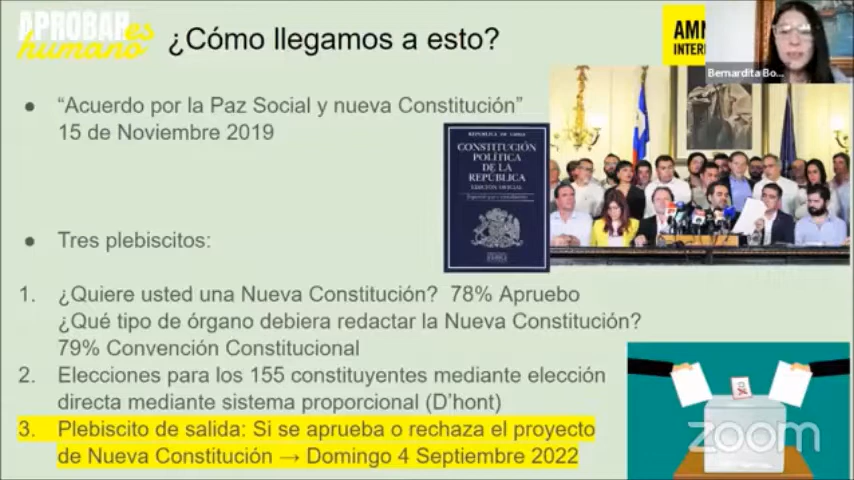 APROBAR es
humano
¿Cómo llegamos a esto?
AMN
INTERI
Bernardita Bo...
● “Acuerdo por la Paz Social y nueva Constitución”
15 de Noviembre 2019
CONSTITUCIÓN
POLÍTICA
DE LA
REPÚBLICA
EDICIÓN OFICIAL
● Tres plebiscitos:
1. ¿Quiere usted una Nueva Constitución? 78% Apruebo
¿Qué tipo de órgano debiera redactar la Nueva Constitución?
79% Convención Constitucional
2. Elecciones para los 155 constituyentes mediante elección
directa mediante sistema proporcional (D'hont)
3. Plebiscito de salida: Si se aprueba o rechaza el proyecto
de Nueva Constitución → Domingo 4 Septiembre 2022
zoom